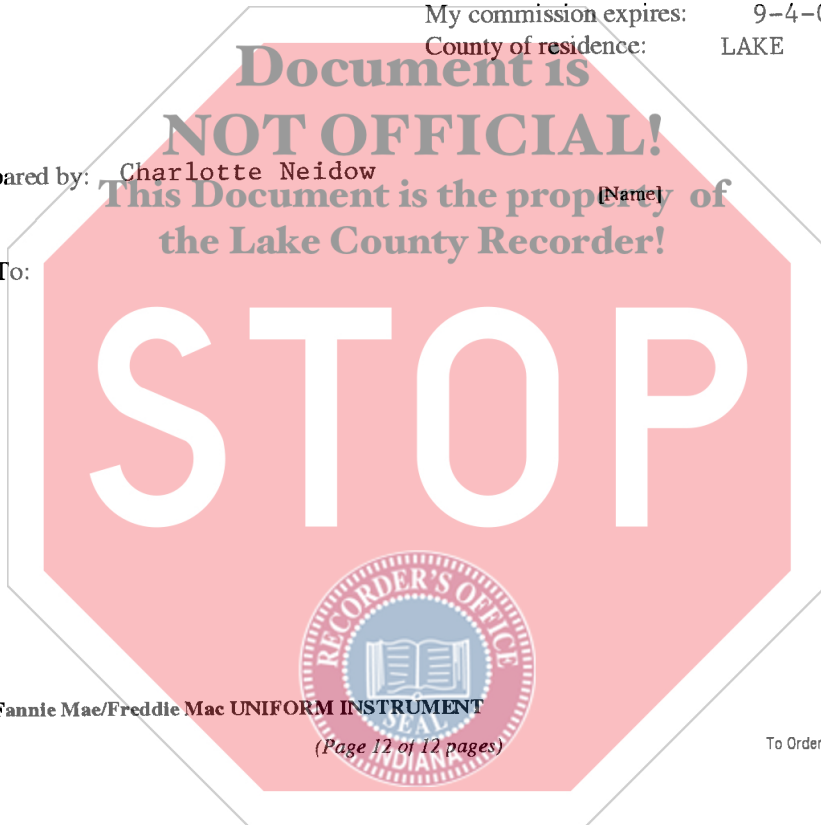 My commission expires: 9-4-0
County of residence: LAKE
Document is
NOT OFFICIAL!
ared by: Charlotte Neidow
This Document is the property of
[Name]
the Lake County Recorder!
To:
STOP
RECORDER'S OFFICE
SEAL
INDIANA
Fannie Mae/Freddie Mac UNIFORM INSTRUMENT
(Page 12 of 12 pages)
To Order